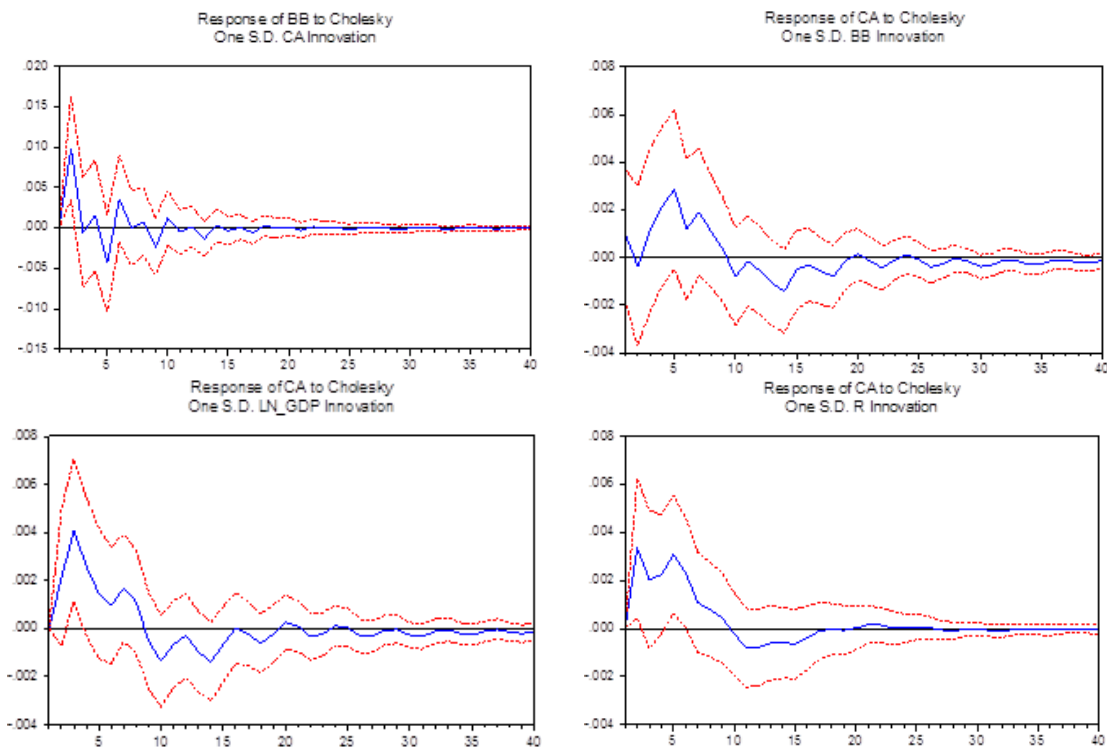 Response of BB to Cholesky
One S.D. CA Innovation
.020
.015
.010
.005
.000
-.005
-.010
-.015
5 10 15 20 25 30 35 40
Response of CA to Cholesky
One S.D. BB Innovation
.008
.006
.004
.002
.000
-.002
-.004
5 10 15 20 25 30 35 40
Response of CA to Cholesky
One S.D. LN_GDP Innovation
.008
.006
.004
.002
.000
-.002
-.004
5 10 15 20 25 30 35 40
Response of CA to Cholesky
One S.D. R Innovation
.008
.006
.004
.002
.000
-.002
-.004
5 10 15 20 25 30 35 40